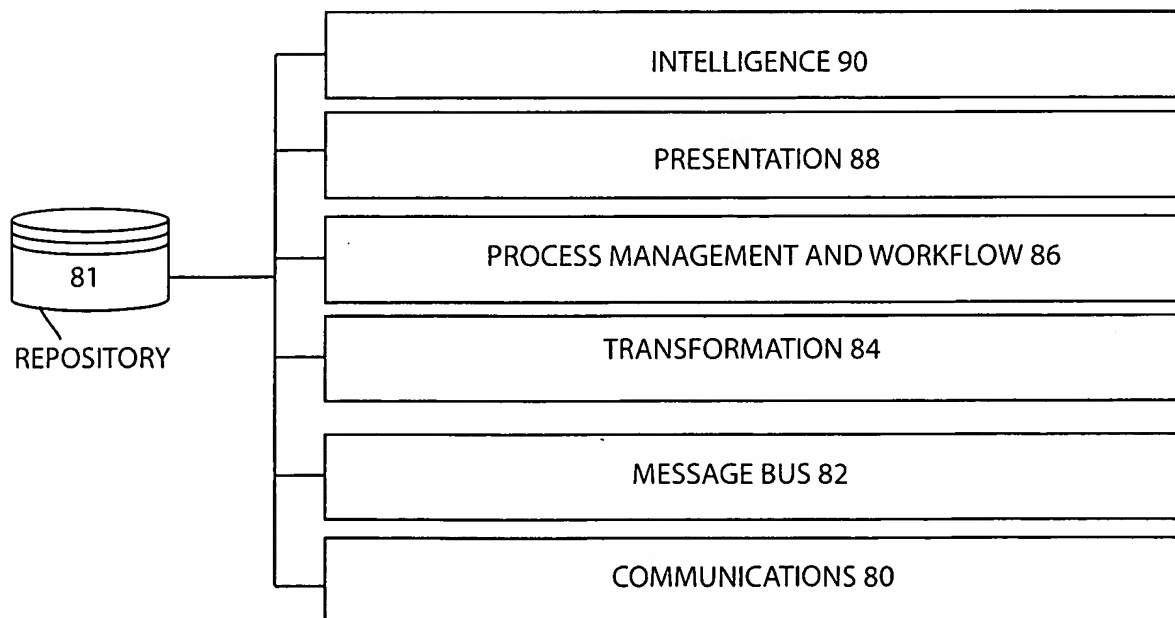 INTELLIGENCE 90
PRESENTATION 88
PROCESS MANAGEMENT AND WORKFLOW 86
81
REPOSITORY
TRANSFORMATION 84
MESSAGE BUS 82
COMMUNICATIONS 80